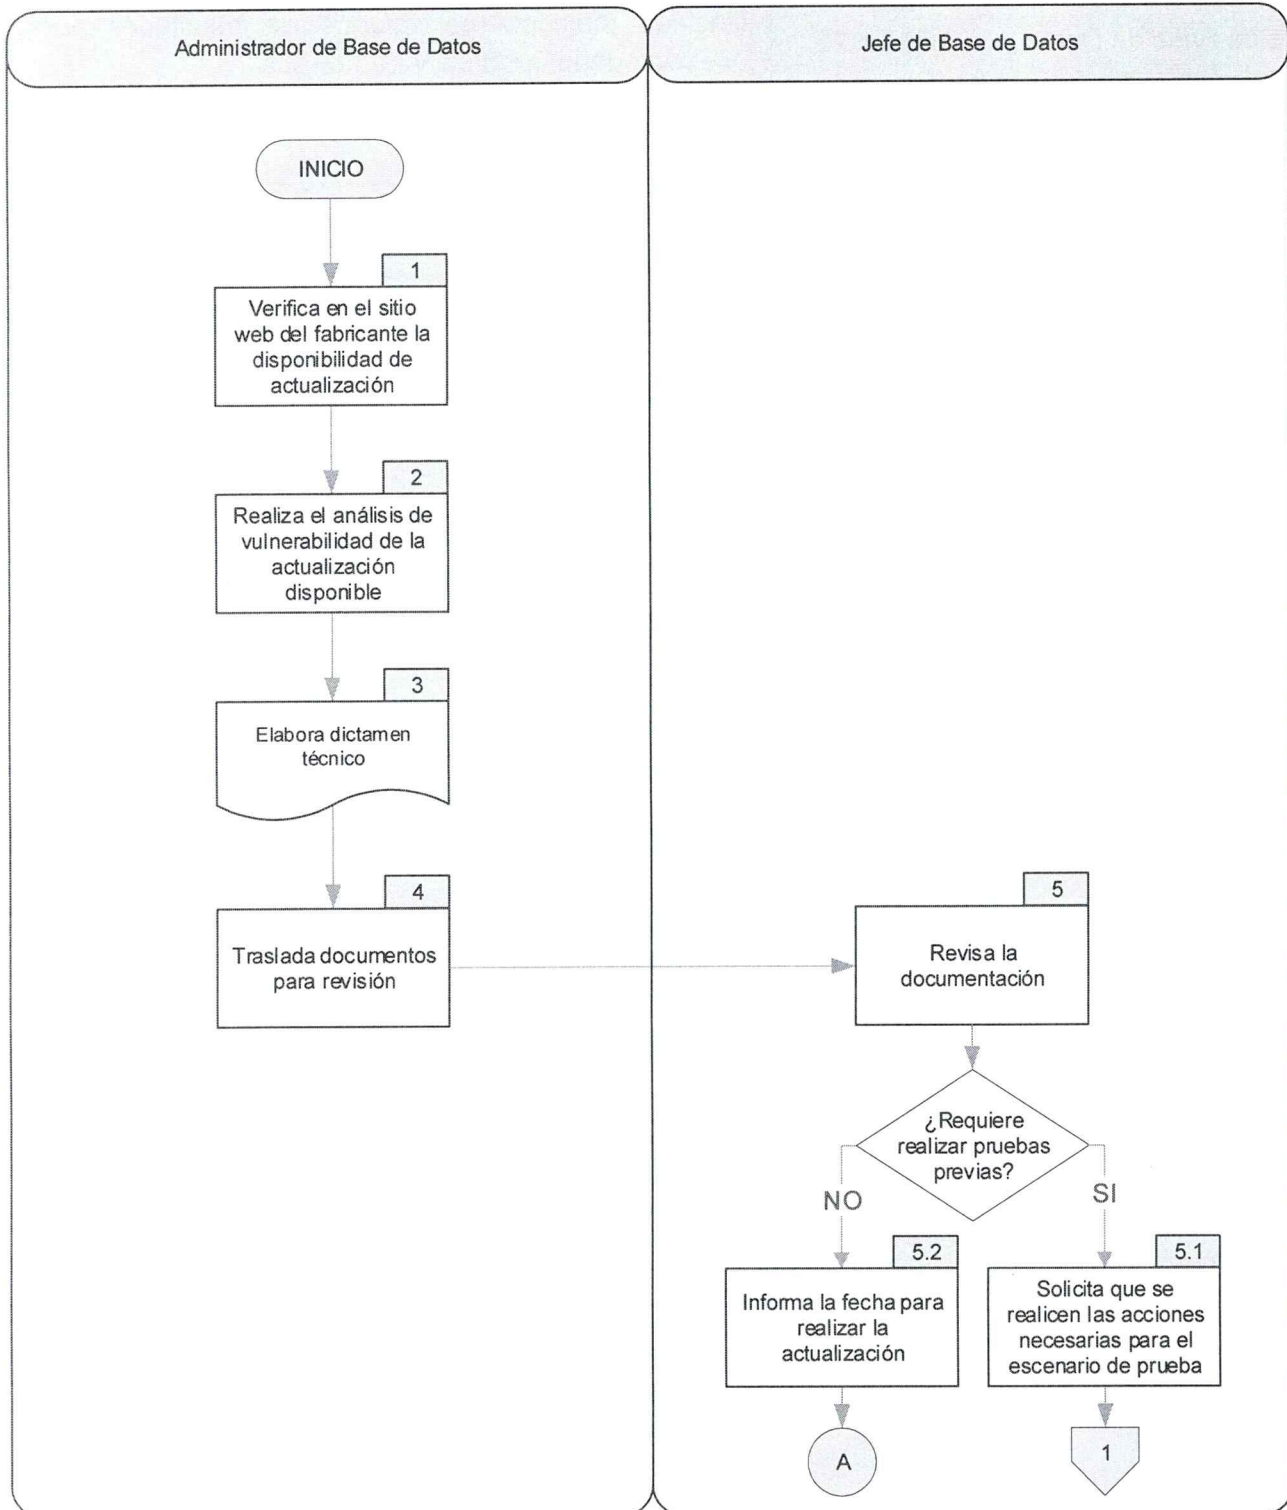 Administrador de Base de Datos
Jefe de Base de Datos
INICIO
1
Verifica en el sitio
web del fabricante la
disponibilidad de
actualización
2
Realiza el análisis de
vulnerabilidad de la
actualización
disponible
3
Elabora dictamen
técnico
4
Traslada documentos
para revisión
5
Revisa la
documentación
¿Requiere
realizar pruebas
previas?
NO
SI
5.2
Informa la fecha para
realizar la
actualización
5.1
Solicita que se
realicen las acciones
necesarias para el
escenario de prueba
A
1